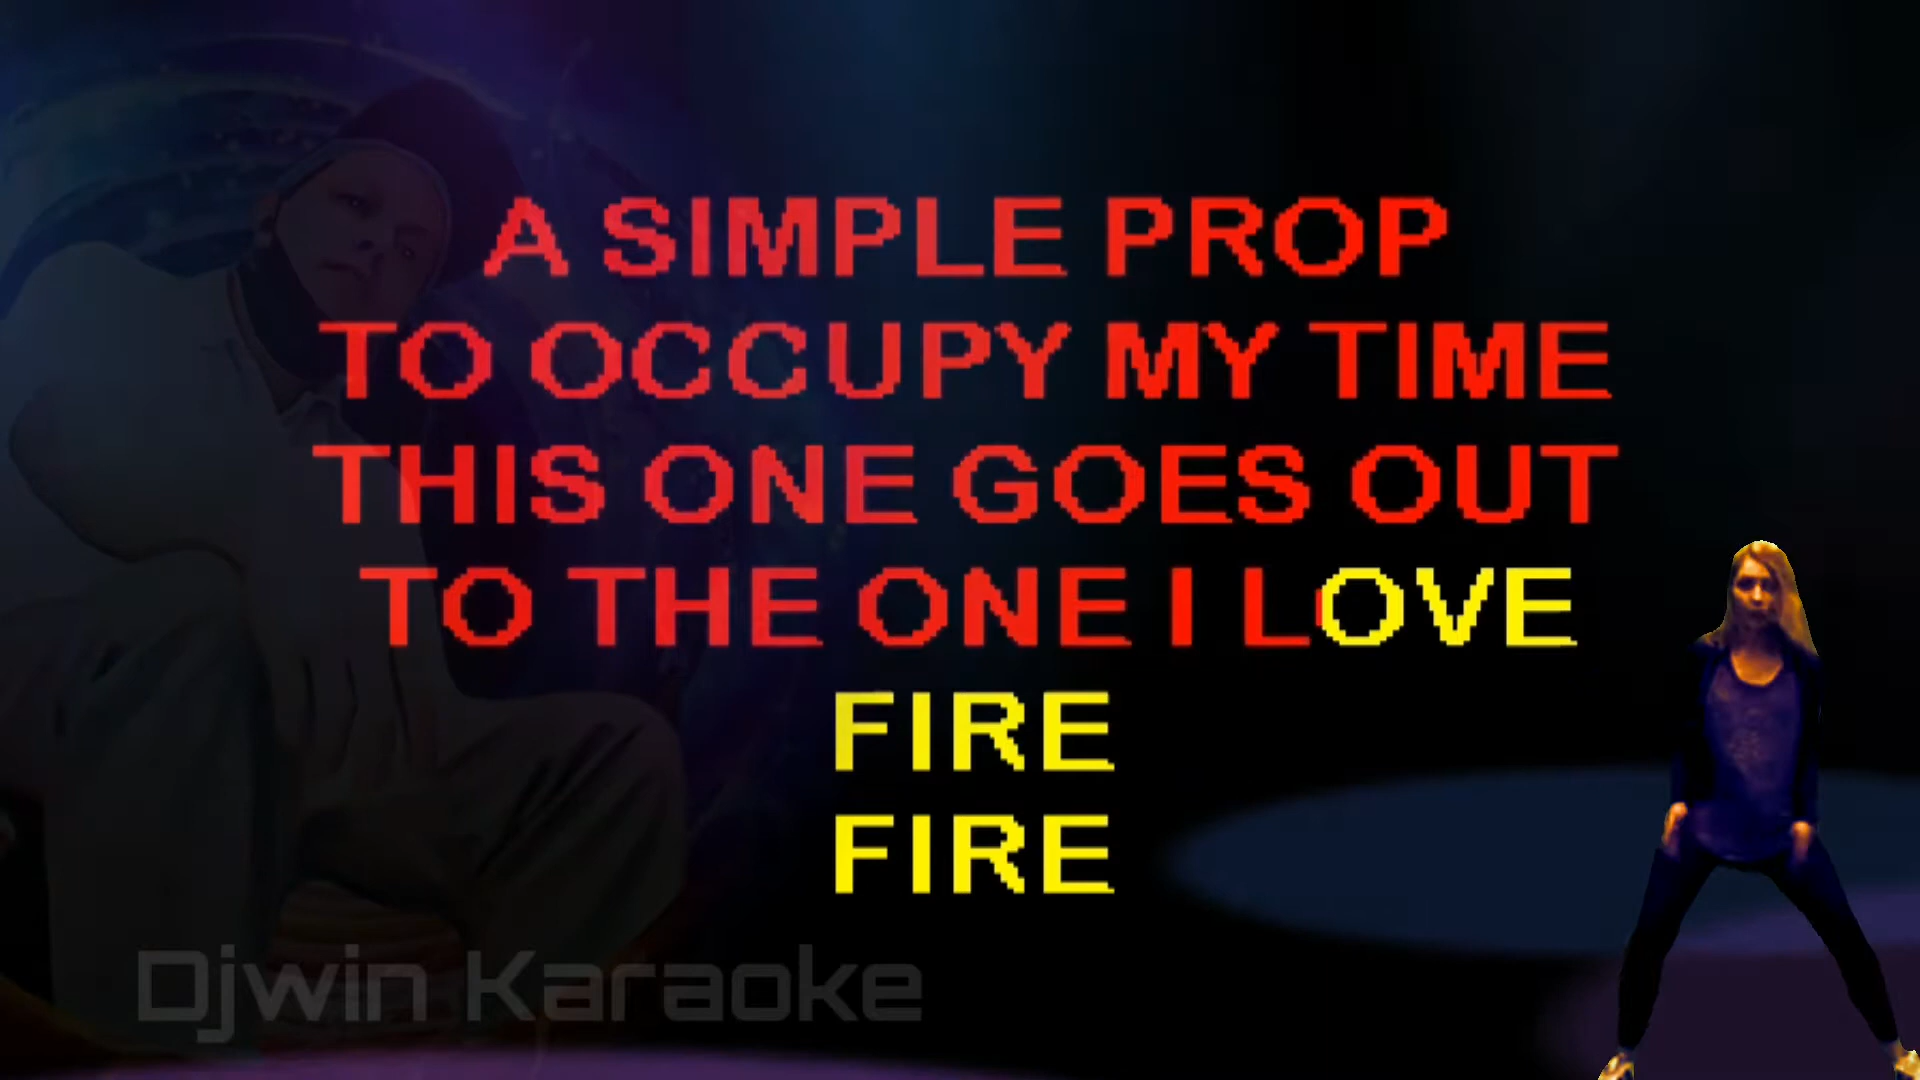 A SIMPLE PROP
TO OCCUPY MY TIME
THIS ONE GOES OUT
TO THE ONE I LOVE
FIRE
FIRE
Djwin Karaoke